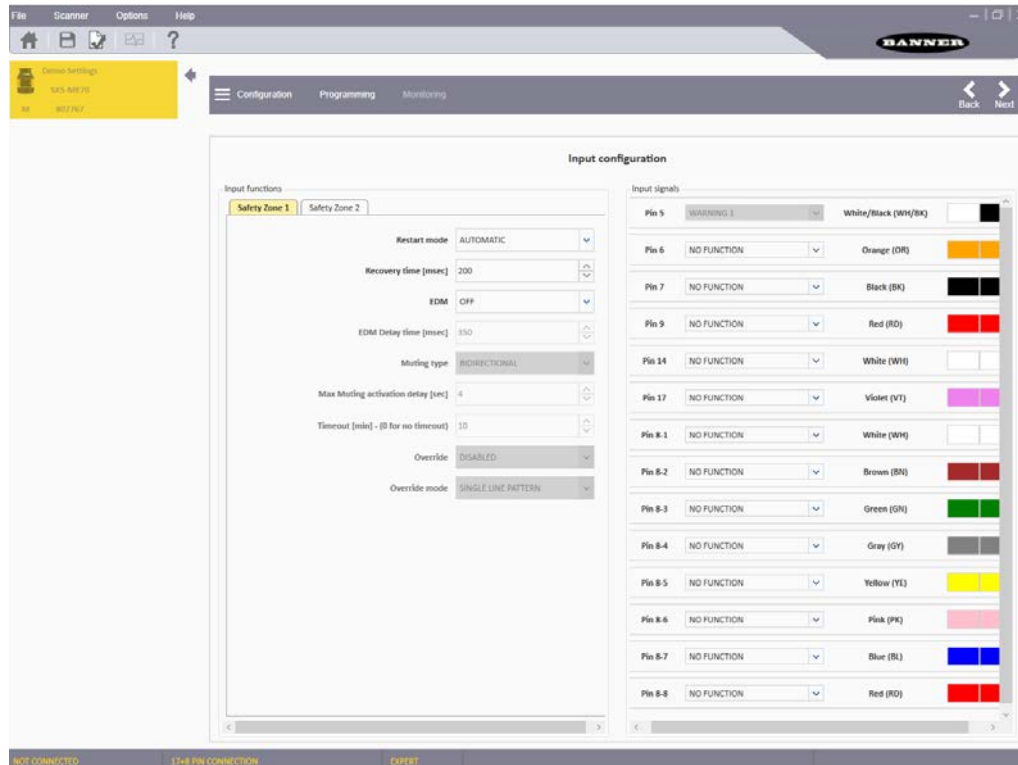 File Scanner Options Help
BANNER
Demo Settings
SX5-ME70
M 807767
Configuration Programming Monitoring
Back Next
Input configuration
Input functions
Safety Zone 1 Safety Zone 2
Restart mode AUTOMATIC
Recovery time [msec] 200
EDM OFF
EDM Delay time [msec] 350
Muting type BIDIRECTIONAL
Max Muting activation delay [sec] 4
Timeout [min] - (0 for no timeout) 10
Override DISABLED
Override mode SINGLE LINE PATTERN
Input signals
Pin 5 WARNING 1 White/Black (WH/BK)
Pin 6 NO FUNCTION Orange (OR)
Pin 7 NO FUNCTION Black (BK)
Pin 9 NO FUNCTION Red (RD)
Pin 14 NO FUNCTION White (WH)
Pin 17 NO FUNCTION Violet (VT)
Pin 8-1 NO FUNCTION White (WH)
Pin 8-2 NO FUNCTION Brown (BN)
Pin 8-3 NO FUNCTION Green (GN)
Pin 8-4 NO FUNCTION Gray (GY)
Pin 8-5 NO FUNCTION Yellow (YE)
Pin 8-6 NO FUNCTION Pink (PK)
Pin 8-7 NO FUNCTION Blue (BL)
Pin 8-8 NO FUNCTION Red (RD)
NOT CONNECTED 17+8 PIN CONNECTION EXPERT